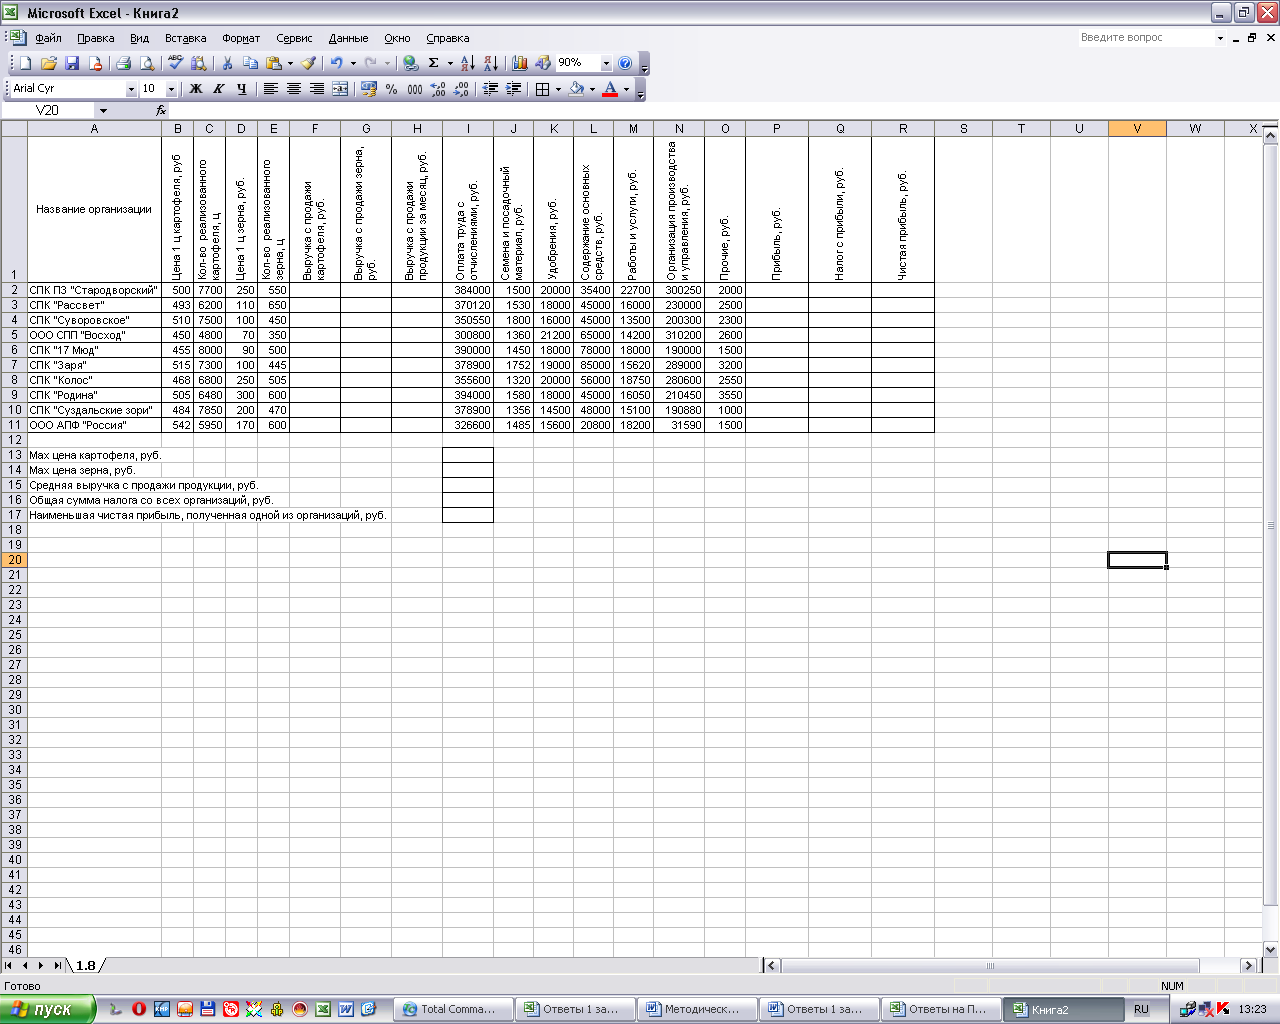 Microsoft Excel - Книга2
Файл Правка Вид Вставка Формат Сервис Данные Окно Справка Введите вопрос
90%
Arial Cyr 10 Ж К Ч
V20 fx
A B C D E F G H I J K L M N O P Q R S T U V W X
1 Название организации Цена 1 ц картофеля, руб Кол-во реализованного картофеля, ц Цена 1 ц зерна, руб. Кол-во реализованного зерна, ц Выручка с продажи картофеля, руб. Выручка с продажи зерна, руб. Выручка с продажи продукции за месяц, руб. Оплата труда с отчислениями, руб. Семена и посадочный материал, руб. Удобрения, руб. Содержание основных средств, руб. Работы и услуги, руб. Организация производства и управления, руб. Прочие, руб. Прибыль, руб. Налог с прибыли, руб. Чистая прибыль, руб.
2 СПК ПЗ "Стародворский" 500 7700 250 550 384000 1500 20000 35400 22700 300250 2000
3 СПК "Рассвет" 493 6200 110 650 370120 1530 18000 45000 16000 230000 2500
4 СПК "Суворовское" 510 7500 100 450 350550 1800 16000 45000 13500 200300 2300
5 ООО СПП "Восход" 450 4800 70 350 300800 1360 21200 65000 14200 310200 2600
6 СПК "17 Мюд" 455 8000 90 500 390000 1450 18000 78000 18000 190000 1500
7 СПК "Заря" 515 7300 100 445 378900 1752 19000 85000 15620 289000 3200
8 СПК "Колос" 468 6800 250 505 355600 1320 20000 56000 18750 280600 2550
9 СПК "Родина" 505 6480 300 600 394000 1580 18000 45000 16050 210450 3550
10 СПК "Суздальские зори" 484 7850 200 470 378900 1356 14500 48000 15100 190880 1000
11 ООО АПФ "Россия" 542 5950 170 600 326600 1485 15600 20800 18200 31590 1500
12
13 Мах цена картофеля, руб.
14 Мах цена зерна, руб.
15 Средняя выручка с продажи продукции, руб.
16 Общая сумма налога со всех организаций, руб.
17 Наименьшая чистая прибыль, полученная одной из организаций, руб.
18
19
20
21
22
23
24
25
26
27
28
29
30
31
32
33
34
35
36
37
38
39
40
41
42
43
44
45
46
1.8
Готово NUM
пуск Total Comma... Ответы 1 за... Методическ... Ответы 1 за... Ответы на П... Книга2 RU 13:23